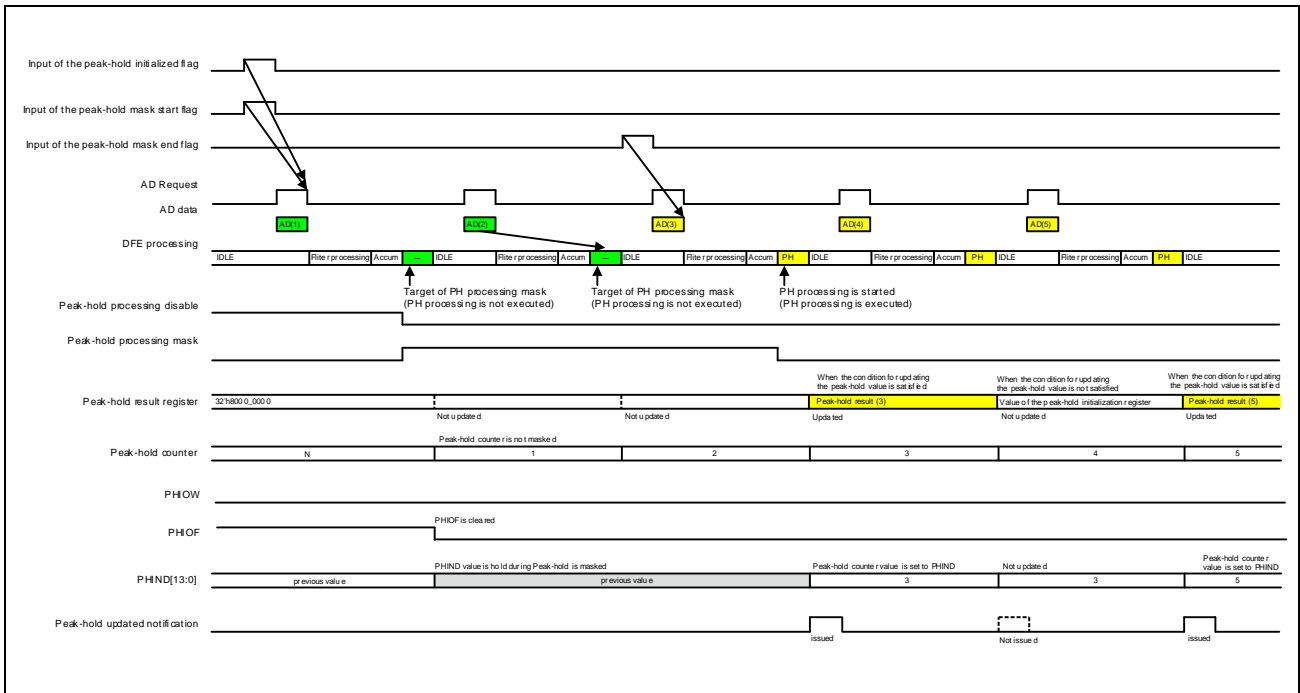 Input of the peak-hold initialized flag
Input of the peak-hold mask start flag
Input of the peak-hold mask end flag
AD Request
AD data
AD(1)
AD(2)
AD(3)
AD(4)
AD(5)
DFE processing
IDLE
Fliter processing
Accum
–
IDLE
Fliter processing
Accum
–
IDLE
Fliter processing
Accum
PH
IDLE
Fliter processing
Accum
PH
IDLE
Fliter processing
Accum
PH
IDLE
Target of PH processing mask
(PH processing is not executed)
Target of PH processing mask
(PH processing is not executed)
PH processing is started
(PH processing is executed)
Peak-hold processing disable
Peak-hold processing mask
When the condition for updating
the peak-hold value is satisfied
When the condition for updating
the peak-hold value is not satisfied
When the condition for updating
the peak-hold value is satisfied
Peak-hold result register
32'h8000_0000
Peak-hold result (3)
Value of the peak-hold initialization register
Peak-hold result (5)
Not updated
Not updated
Updated
Not updated
Updated
Peak-hold counter is not masked
Peak-hold counter
N
1
2
3
4
5
PHIOW
PHIOF is cleared
PHIOF
PHIND value is hold during Peak-hold is masked
Peak-hold counter value is set to PHIND
Not updated
Peak-hold counter
value is set to PHIND
PHIND[13:0]
previous value
previous value
3
3
5
Peak-hold updated notification
issued
Not issued
issued